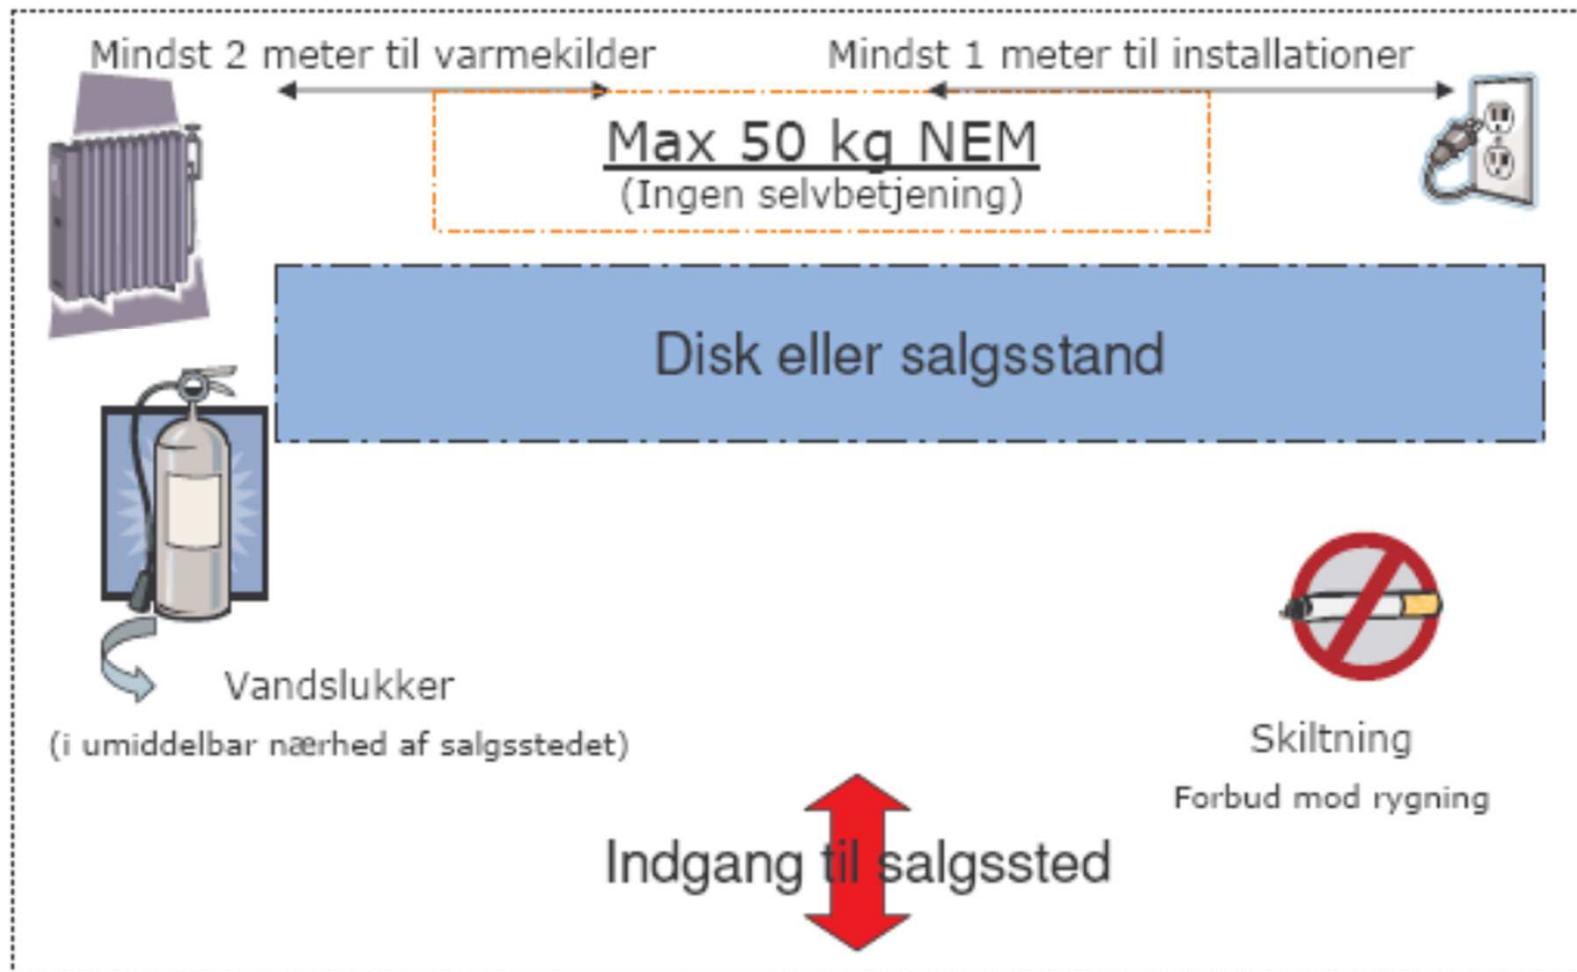 Mindst 2 meter til varmekilder
Mindst 1 meter til installationer
Max 50 kg NEM
(Ingen selvbetjening)
Disk eller salgsstand
Vandslukker
(i umiddelbar nærhed af salgsstedet)
Skiltning
Forbud mod rygning
Indgang til salgssted